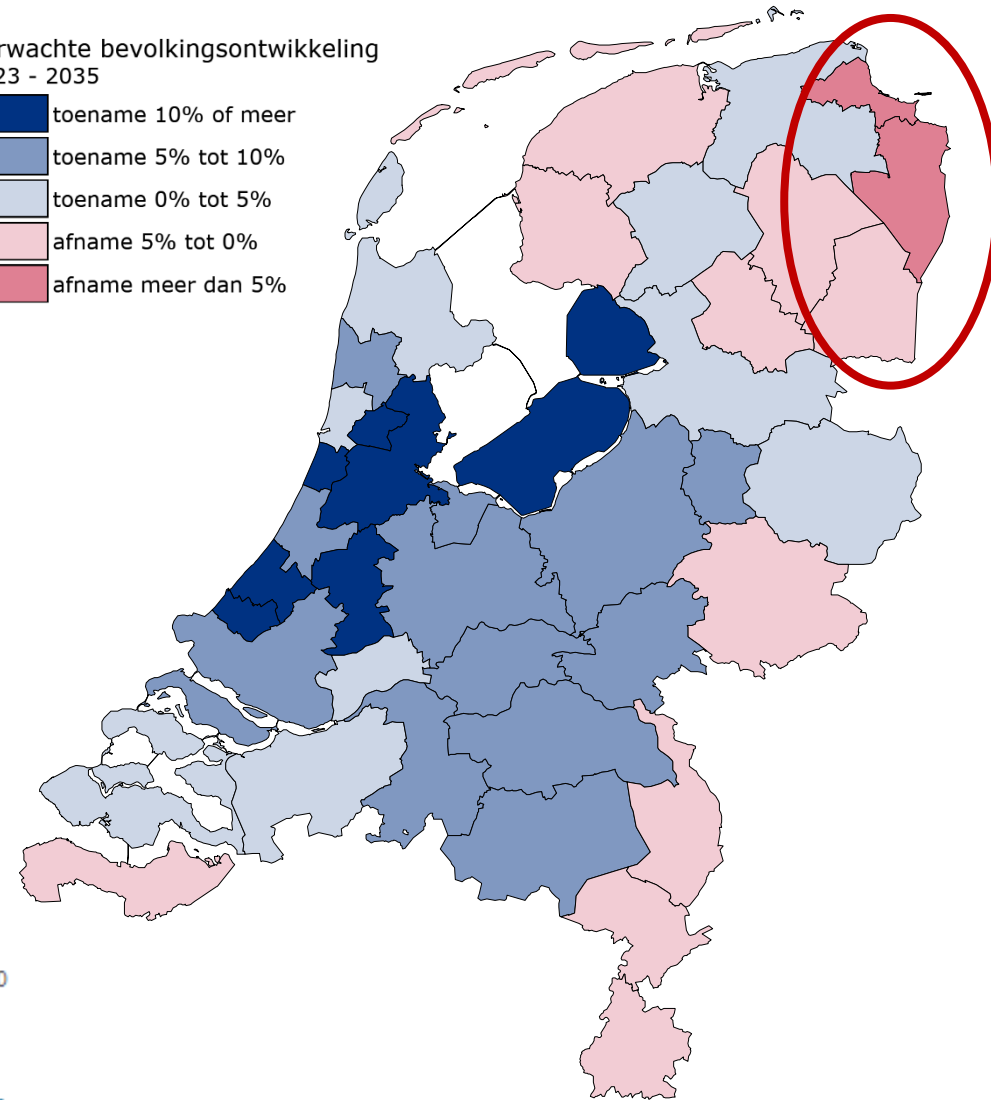 rwachte bevolkingsontwikkeling
23 - 2035
toename 10% of meer
toename 5% tot 10%
toename 0% tot 5%
afname 5% tot 0%
afname meer dan 5%
0